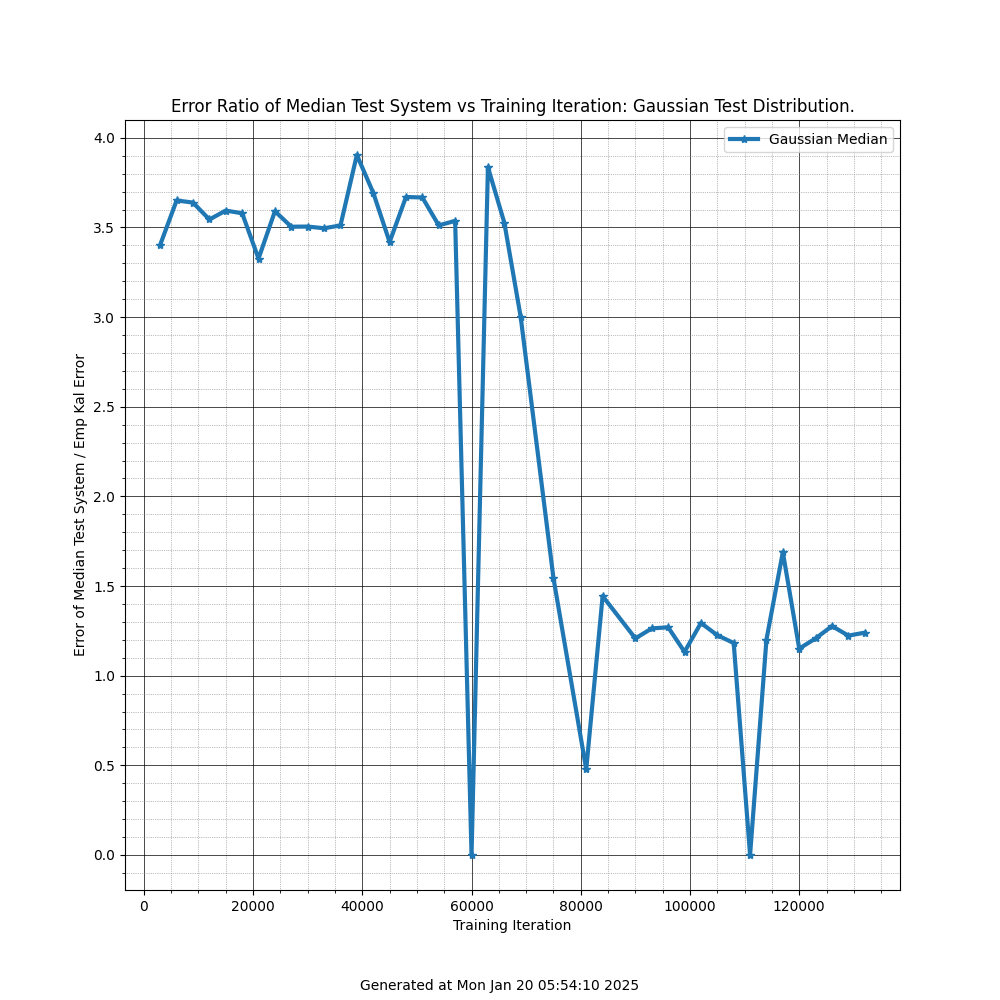 Error Ratio of Median Test System vs Training Iteration: Gaussian Test Distribution.
Gaussian Median
4.0
3.5
3.0
2.5
2.0
1.5
1.0
0.5
0.0
Error of Median Test System / Emp Kal Error
0 20000 40000 60000 80000 100000 120000
Training Iteration
Generated at Mon Jan 20 05:54:10 2025